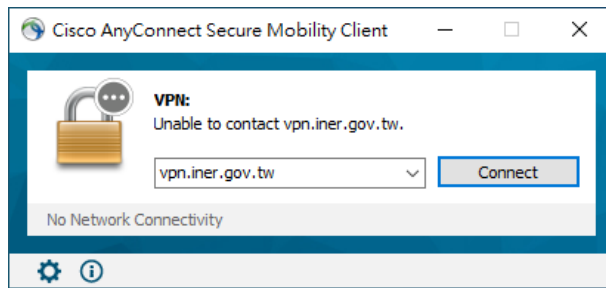 Cisco AnyConnect Secure Mobility Client
VPN:
Unable to contact vpn.iner.gov.tw.
vpn.iner.gov.tw
Connect
No Network Connectivity